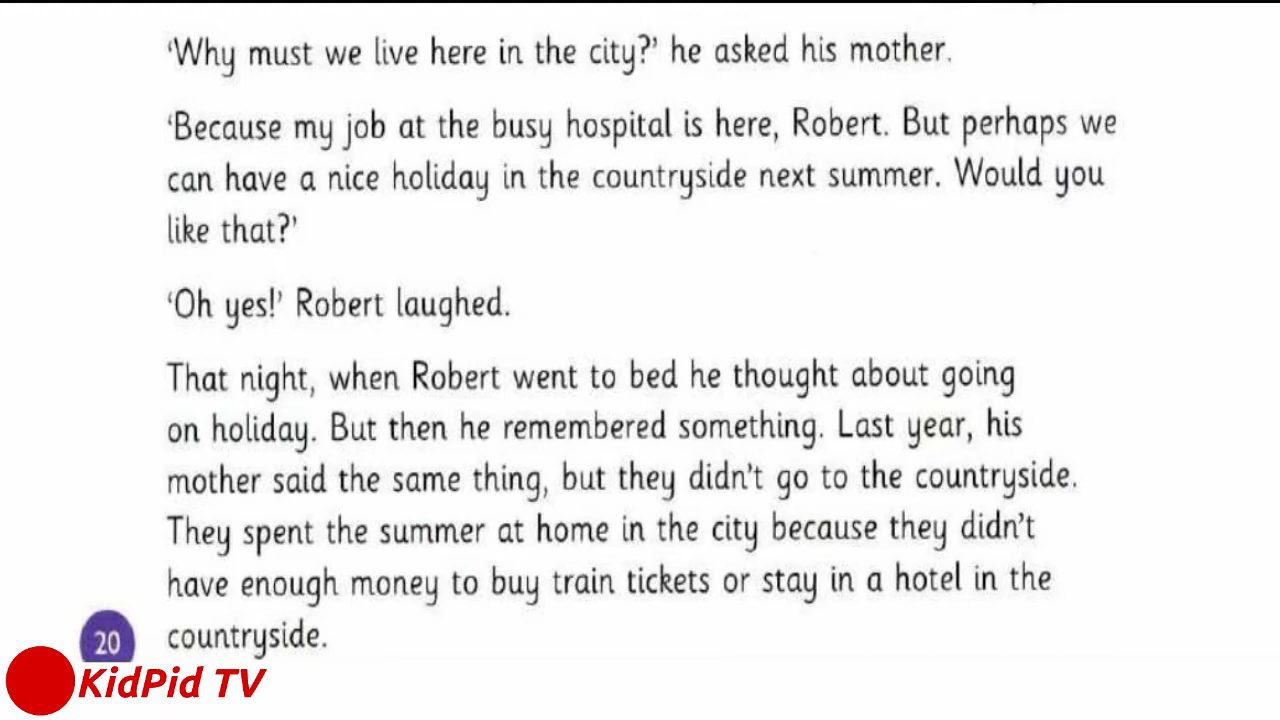 ‘Why must we live here in the city?’ he asked his mother.
‘Because my job at the busy hospital is here, Robert. But perhaps we
can have a nice holiday in the countryside next summer. Would you
like that?’
‘Oh yes!’ Robert laughed.
That night, when Robert went to bed he thought about going
on holiday. But then he remembered something. Last year, his
mother said the same thing, but they didn’t go to the countryside.
They spent the summer at home in the city because they didn’t
have enough money to buy train tickets or stay in a hotel in the
countryside.
20
KidPid TV